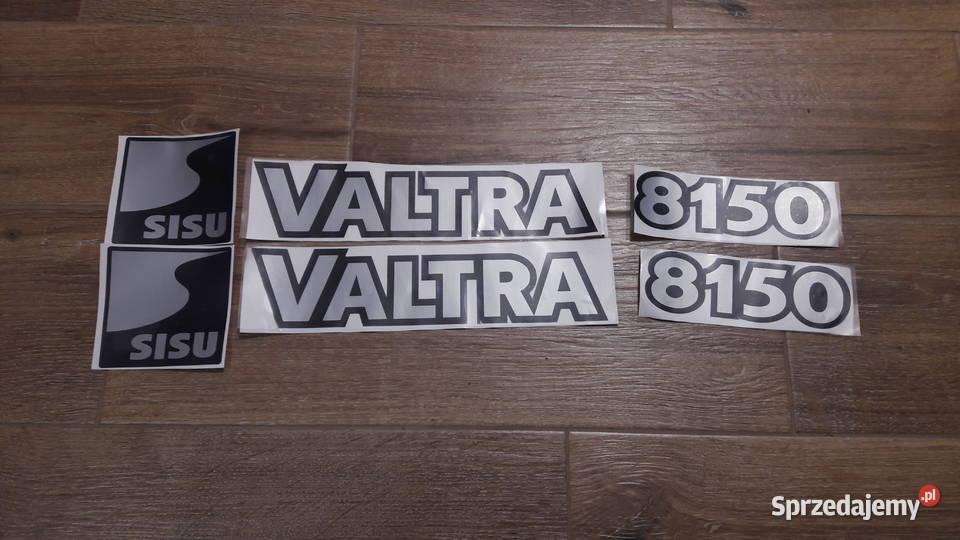 SISU VALTRA 8150
SISU VALTRA 8150
Sprzedajemy.pl